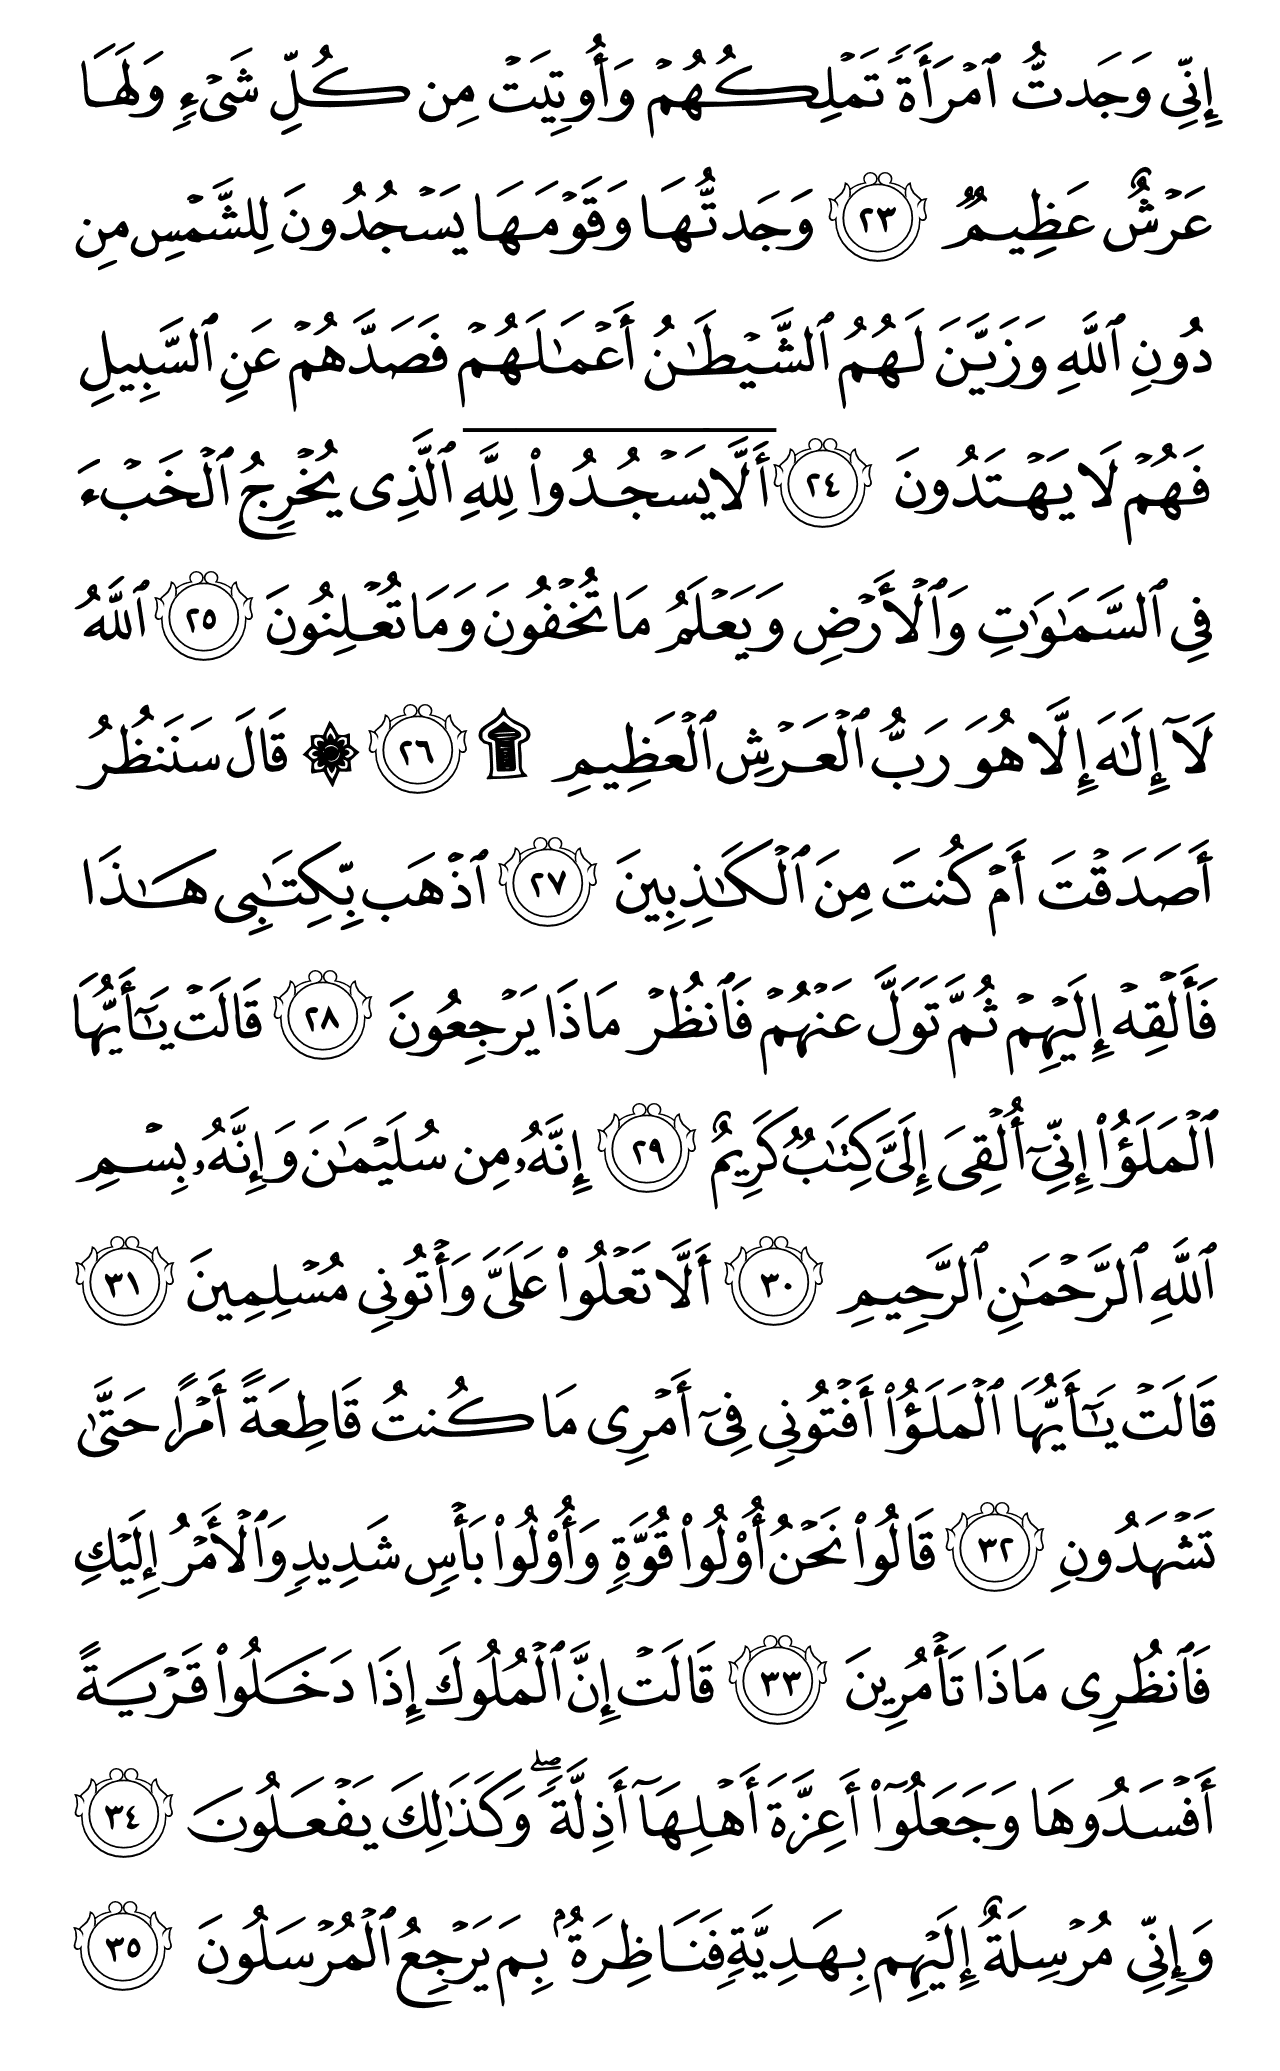 إِنِّي وَجَدتُّ ٱمۡرَأَةٗ تَمۡلِكُهُمۡ وَأُوتِيَتۡ مِن كُلِّ شَيۡءٖ وَلَهَا
عَرۡشٌ عَظِيمٞ ٢٣ وَجَدتُّهَا وَقَوۡمَهَا يَسۡجُدُونَ لِلشَّمۡسِ مِن
دُونِ ٱللَّهِ وَزَيَّنَ لَهُمُ ٱلشَّيۡطَٰنُ أَعۡمَٰلَهُمۡ فَصَدَّهُمۡ عَنِ ٱلسَّبِيلِ
فَهُمۡ لَا يَهۡتَدُونَ ٢٤ أَلَّاۤ يَسۡجُدُواْ لِلَّهِ ٱلَّذِي يُخۡرِجُ ٱلۡخَبۡءَ
فِي ٱلسَّمَٰوَٰتِ وَٱلۡأَرۡضِ وَيَعۡلَمُ مَا تُخۡفُونَ وَمَا تُعۡلِنُونَ ٢٥ ٱللَّهُ
لَآ إِلَٰهَ إِلَّا هُوَ رَبُّ ٱلۡعَرۡشِ ٱلۡعَظِيمِ ۩ ٢٦ ۞ قَالَ سَنَنظُرُ
أَصَدَقۡتَ أَمۡ كُنتَ مِنَ ٱلۡكَٰذِبِينَ ٢٧ ٱذۡهَب بِّكِتَٰبِي هَٰذَا
فَأَلۡقِهۡ إِلَيۡهِمۡ ثُمَّ تَوَلَّ عَنۡهُمۡ فَٱنظُرۡ مَاذَا يَرۡجِعُونَ ٢٨ قَالَتۡ يَٰٓأَيُّهَا
ٱلۡمَلَؤُاْ إِنِّيٓ أُلۡقِيَ إِلَيَّ كِتَٰبٞ كَرِيمٌ ٢٩ إِنَّهُۥ مِن سُلَيۡمَٰنَ وَإِنَّهُۥ بِسۡمِ
ٱللَّهِ ٱلرَّحۡمَٰنِ ٱلرَّحِيمِ ٣٠ أَلَّا تَعۡلُواْ عَلَيَّ وَأۡتُونِي مُسۡلِمِينَ ٣١
قَالَتۡ يَٰٓأَيُّهَا ٱلۡمَلَؤُاْ أَفۡتُونِي فِيٓ أَمۡرِي مَا كُنتُ قَاطِعَةً أَمۡرًا حَتَّىٰ
تَشۡهَدُونِ ٣٢ قَالُواْ نَحۡنُ أُوْلُواْ قُوَّةٖ وَأُوْلُواْ بَأۡسٖ شَدِيدٖ وَٱلۡأَمۡرُ إِلَيۡكِ
فَٱنظُرِي مَاذَا تَأۡمُرِينَ ٣٣ قَالَتۡ إِنَّ ٱلۡمُلُوكَ إِذَا دَخَلُواْ قَرۡيَةً
أَفۡسَدُوهَا وَجَعَلُوٓاْ أَعِزَّةَ أَهۡلِهَآ أَذِلَّةٗۖ وَكَذَٰلِكَ يَفۡعَلُونَ ٣٤
وَإِنِّي مُرۡسِلَةٌ إِلَيۡهِم بِهَدِيَّةٖ فَنَاظِرَةُۢ بِمَ يَرۡجِعُ ٱلۡمُرۡسَلُونَ ٣٥